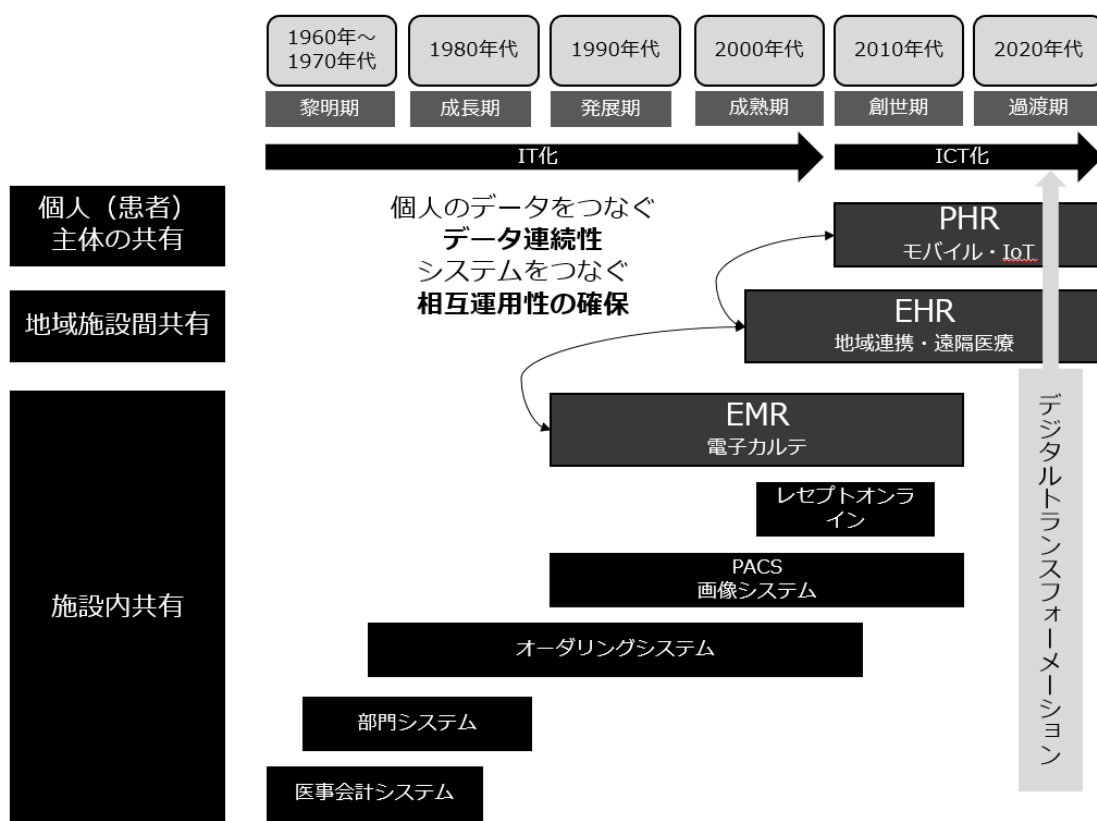 1960年～
1970年代
1980年代
1990年代
2000年代
2010年代
2020年代
黎明期
成長期
発展期
成熟期
創世期
過渡期
IT化
ICT化
個人（患者）
主体の共有
個人のデータをつなぐ
データ連続性
システムをつなぐ
相互運用性の確保
PHR
モバイル・IoT
地域施設間共有
EHR
地域連携・遠隔医療
施設内共有
EMR
電子カルテ
レセプトオンラ
イン
PACS
画像システム
オーダリングシステム
部門システム
医事会計システム
デジタルトランスフォーメーション